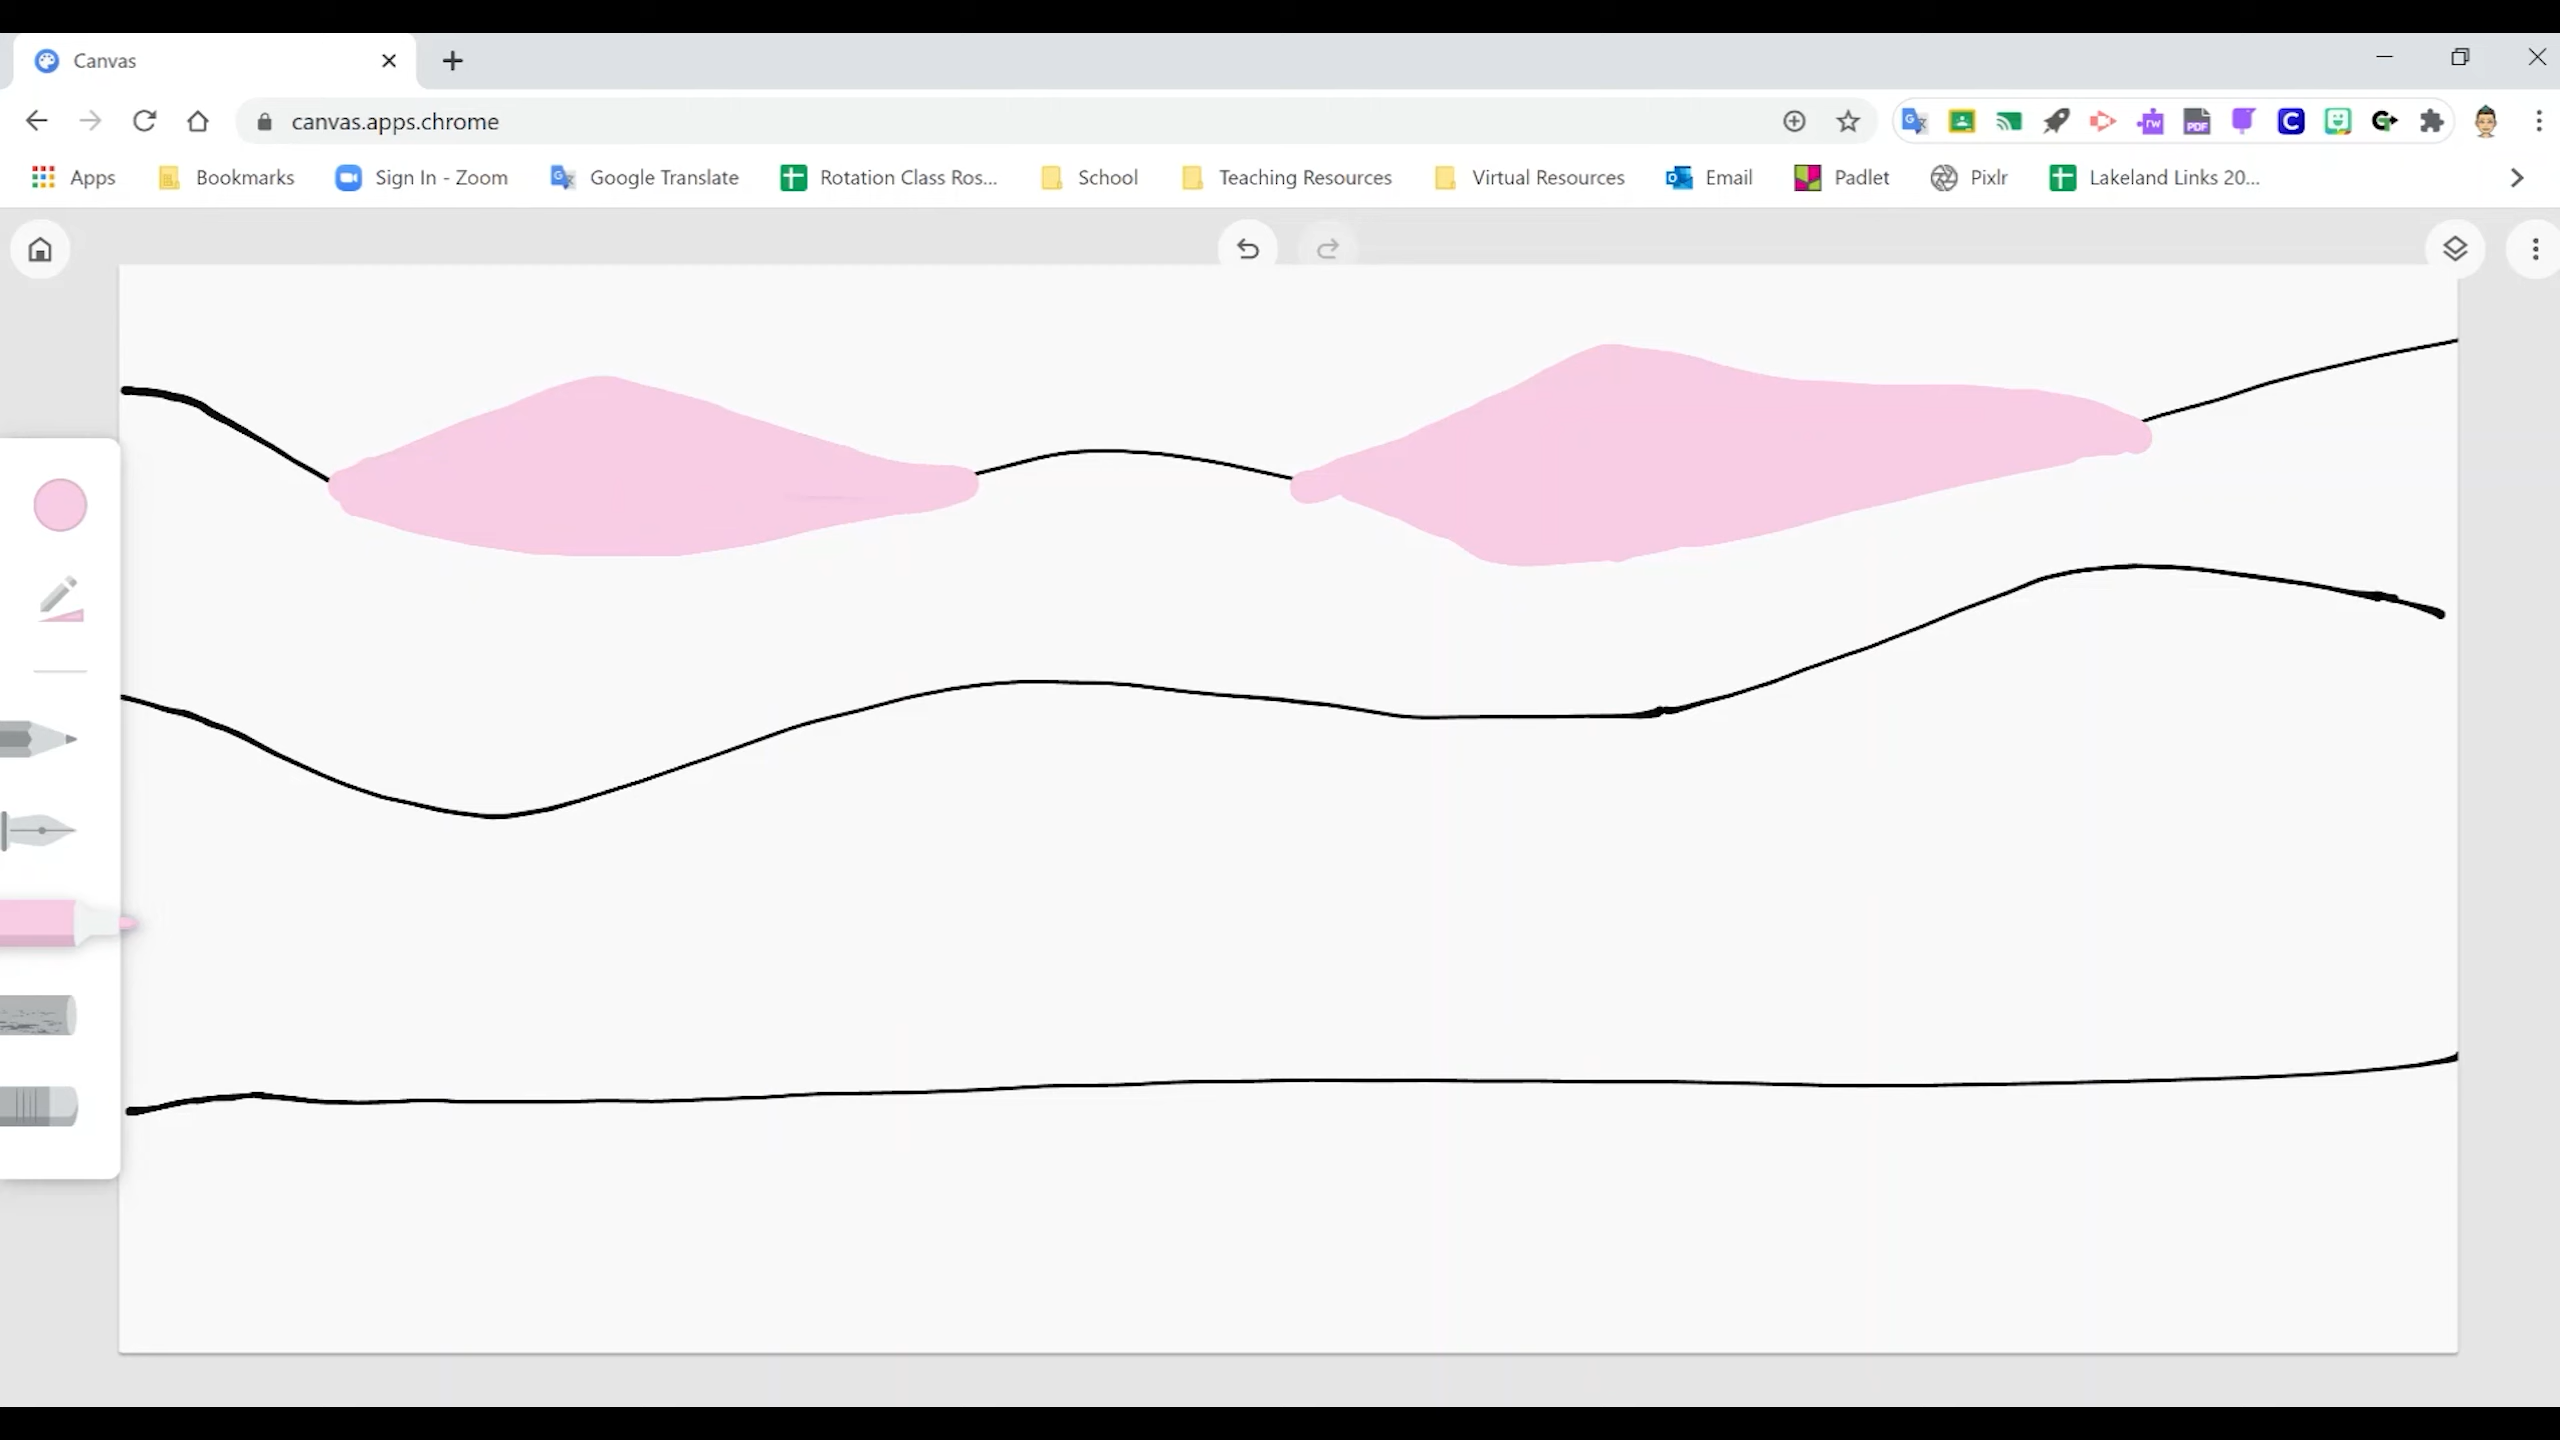 Canvas
canvas.apps.chrome
Apps Bookmarks Sign In - Zoom Google Translate Rotation Class Ros... School Teaching Resources Virtual Resources Email Padlet Pixlr Lakeland Links 20...